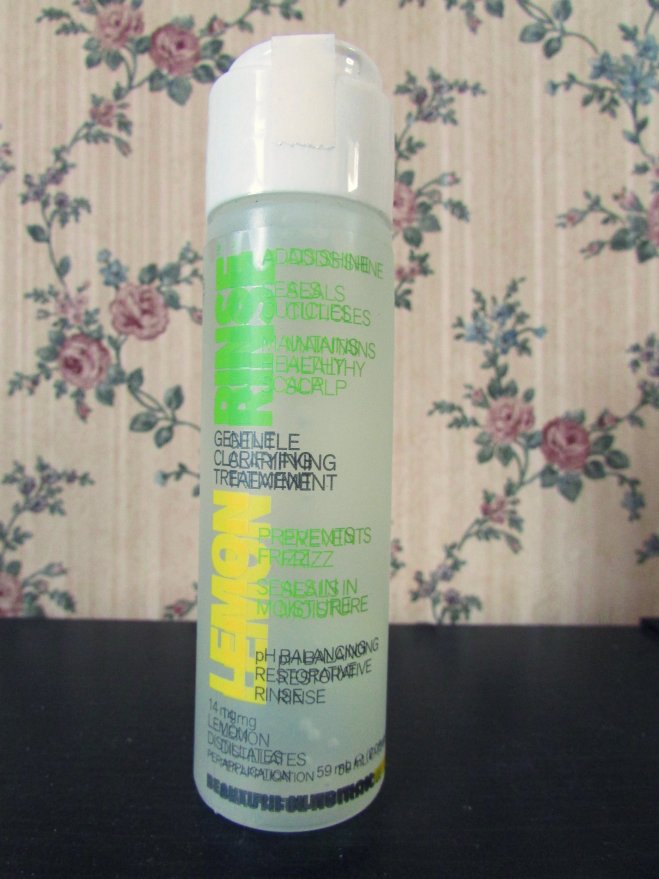 LEMON RINSE
ADDS SHINE
SEALS
CUTICLES
MAINTAINS
HEALTHY
SCALP
GENTLE
CLARIFYING
TREATMENT
PREVENTS
FRIZZ
SEALS IN
MOISTURE
pH BALANCING
RESTORATIVE
RINSE
14 mg
LEMON
DISTILLATES
PER APPLICATION 59 mL